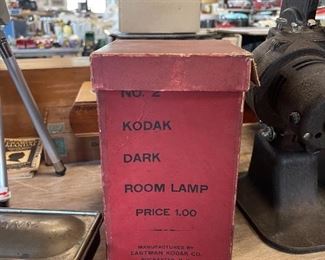 NO. 2
KODAK
DARK
ROOM LAMP
PRICE 1.00
MANUFACTURED BY
EASTMAN KODAK CO.